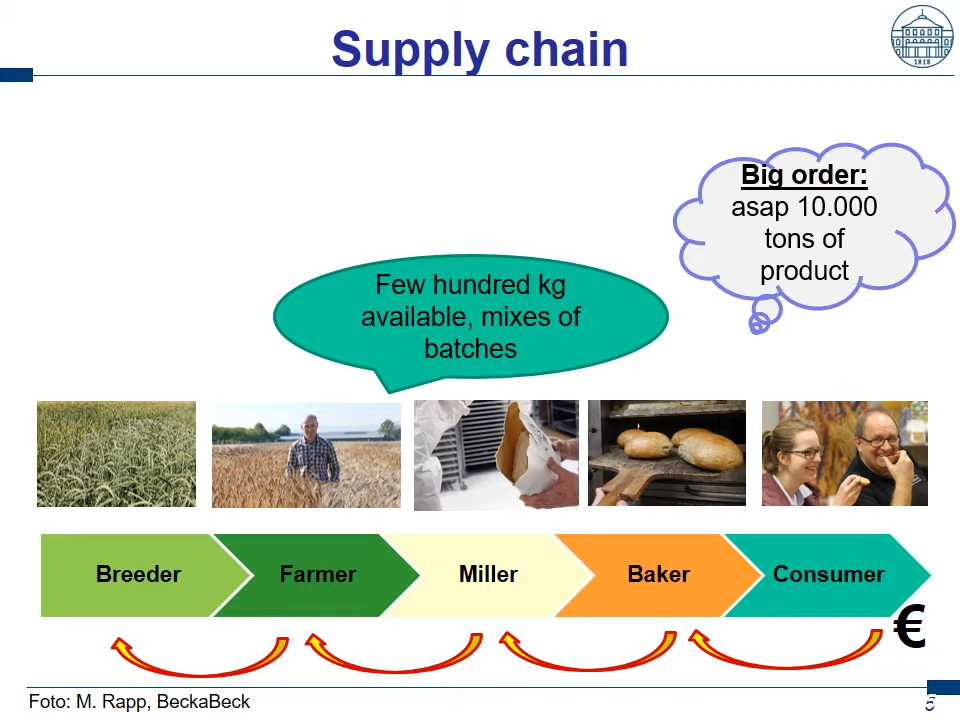 Supply chain
1818
Big order:
asap 10.000
tons of
product
Few hundred kg
available, mixes of
batches
Breeder
Farmer
Miller
Baker
Consumer
€
Foto: M. Rapp, BeckaBeck
5